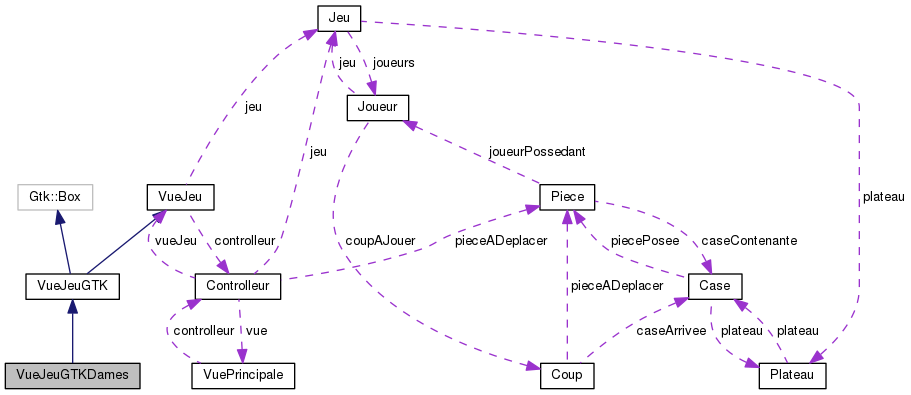 Jeu
jeu
joueurs
jeu
Joueur
jeu
joueurPossedant
Gtk::Box
VueJeu
Piece
plateau
vueJeu
controlleur
coupAJouer
pieceADeplacer
piecePosee
caseContenante
VueJeuGTK
Controlleur
pieceADeplacer
Case
controlleur
vue
caseArrivee
plateau
plateau
VueJeuGTKDames
VuePrincipale
Coup
Plateau